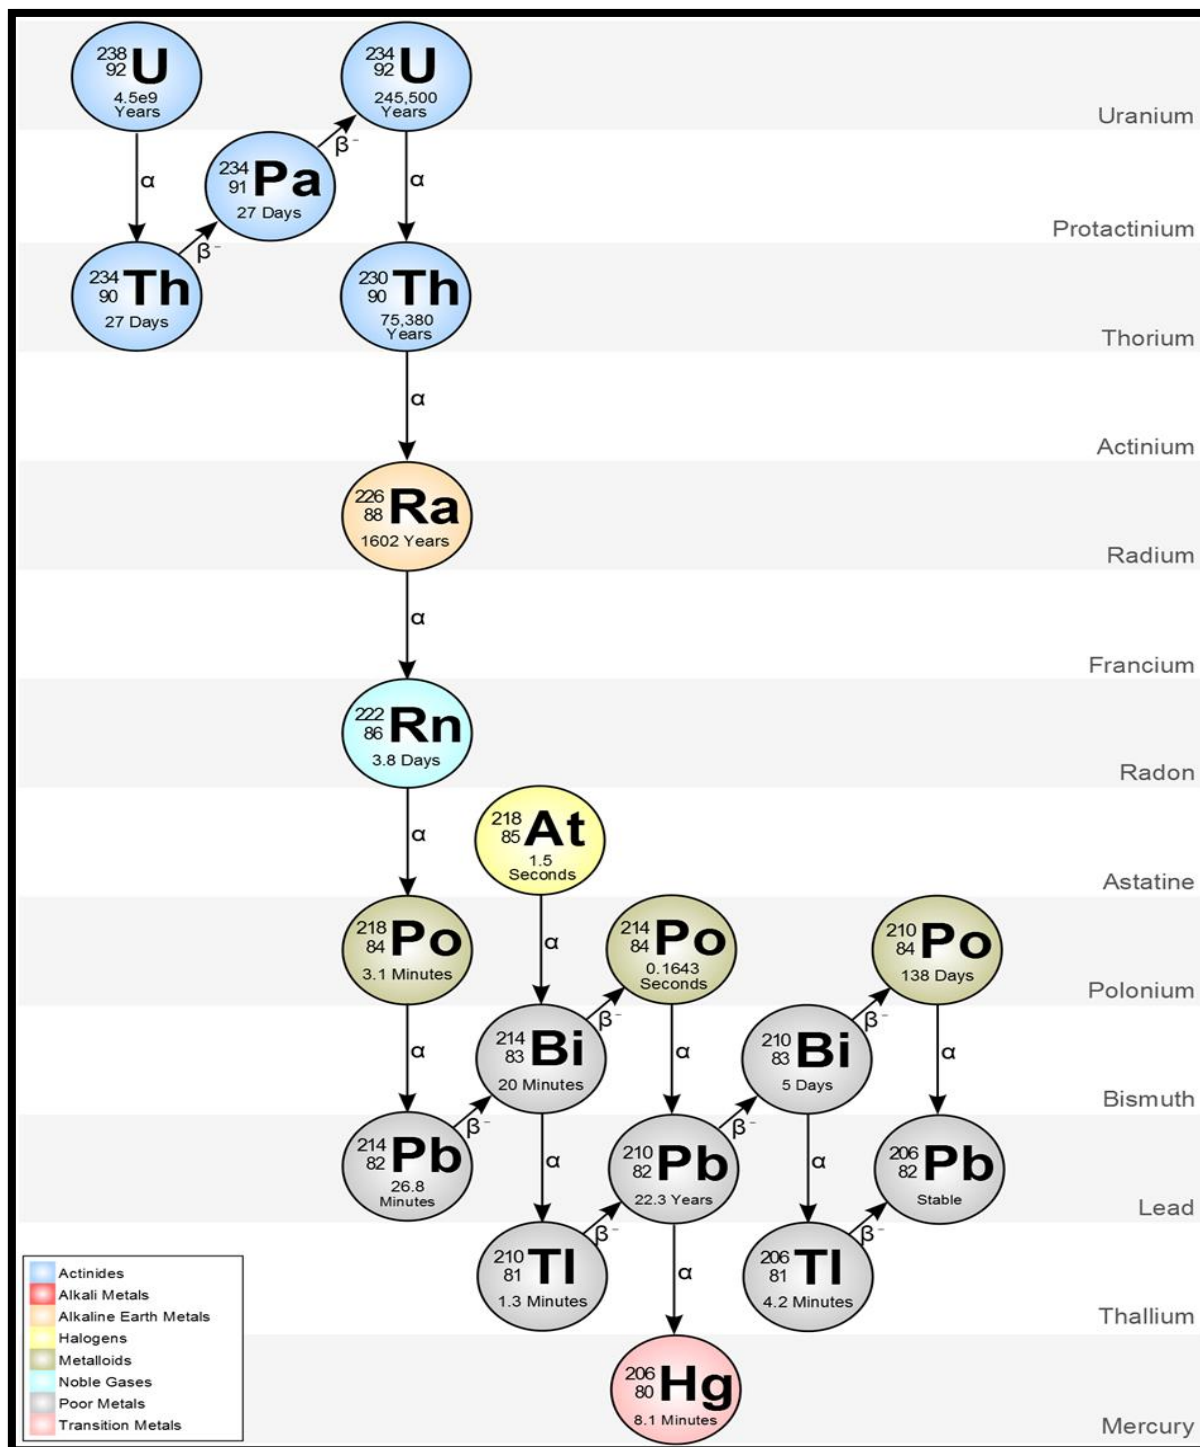 238
92
U
4.5e9
Years
234
92
U
245,500
Years
Uranium
α
β⁻
234
91
Pa
27 Days
α
Protactinium
β⁻
234
90
Th
27 Days
230
90
Th
75,380
Years
Thorium
α
Actinium
226
88
Ra
1602 Years
Radium
α
Francium
222
86
Rn
3.8 Days
Radon
α
218
85
At
1.5
Seconds
Astatine
218
84
Po
3.1 Minutes
α
214
84
Po
0.1643
Seconds
210
84
Po
138 Days
Polonium
α
214
83
Bi
20 Minutes
β⁻
α
210
83
Bi
5 Days
β⁻
α
Bismuth
214
82
Pb
26.8
Minutes
β⁻
α
210
82
Pb
22.3 Years
β⁻
α
206
82
Pb
Stable
Lead
210
81
Tl
1.3 Minutes
β⁻
α
206
81
Tl
4.2 Minutes
β⁻
Thallium
206
80
Hg
8.1 Minutes
Mercury
Actinides
Alkali Metals
Alkaline Earth Metals
Halogens
Metalloids
Noble Gases
Poor Metals
Transition Metals